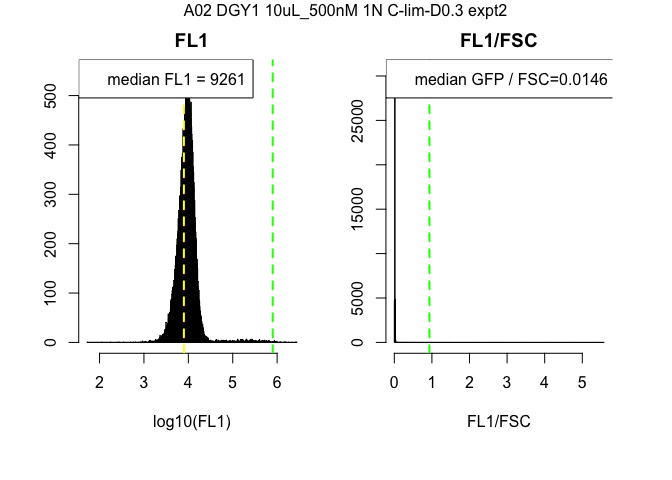 A02 DGY1 10uL_500nM 1N C-lim-D0.3 expt2
FL1
median FL1 = 9261
0
100
200
300
400
500
2 3 4 5 6
log10(FL1)
FL1/FSC
median GFP / FSC=0.0146
0
5000
15000
25000
0 1 2 3 4 5
FL1/FSC